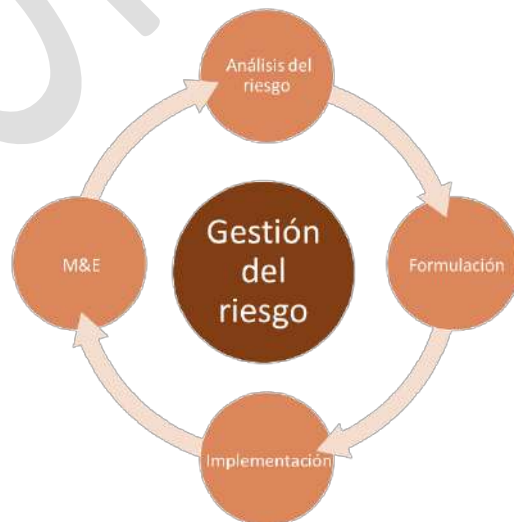 Análisis del
riesgo
Gestión
del
riesgo
M&E
Formulación
Implementación